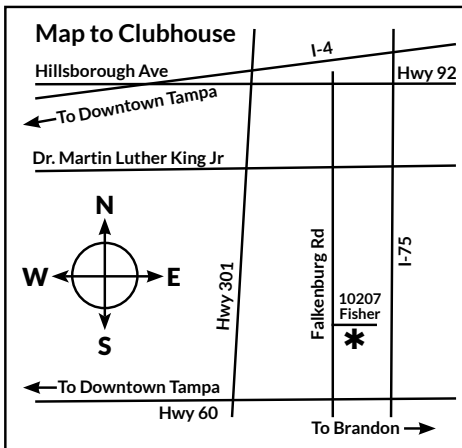 Map to Clubhouse
I-4
Hillsborough Ave
Hwy 92
To Downtown Tampa
Dr. Martin Luther King Jr
N
W
E
S
Hwy 301
Falkenburg Rd
I-75
10207
Fisher
*
To Downtown Tampa
Hwy 60
To Brandon